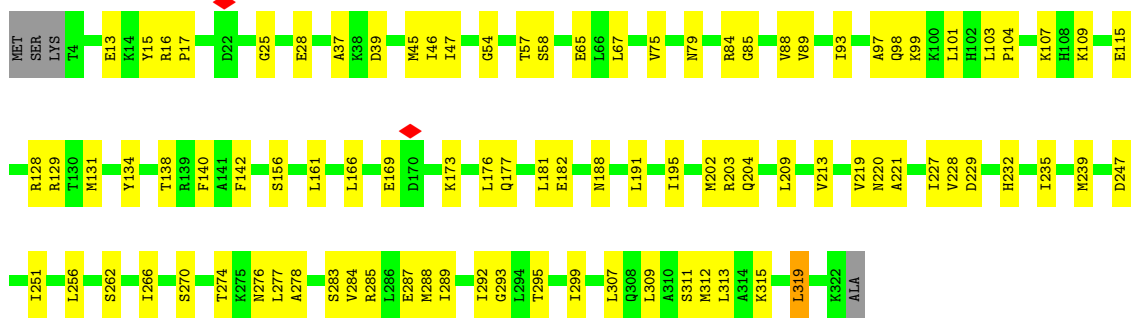 MET SER LYS T4 E13 K14 Y15 R16 P17 D22 G25 E28 A37 K38 D39 M45 I46 I47 G54 T57 S58 E65 L66 L67 V75 N79 R84 G85 V88 V89 I93 A97 Q98 K99 K100 L101 H102 L103 P104 K107 H108 K109 E115
R128 R129 T130 M131 Y134 T138 R139 F140 A141 F142 S156 L161 L166 E169 D170 K173 L176 Q177 L181 E182 N188 L191 I195 M202 R203 Q204 L209 V213 V219 N220 A221 I227 V228 D229 H232 I235 M239 D247
I251 L256 S262 I266 S270 T274 K275 N276 L277 A278 S283 V284 R285 L286 E287 M288 I289 I292 G293 L294 T295 I299 L307 Q308 L309 A310 S311 M312 L313 A314 K315 L319 K322 ALA